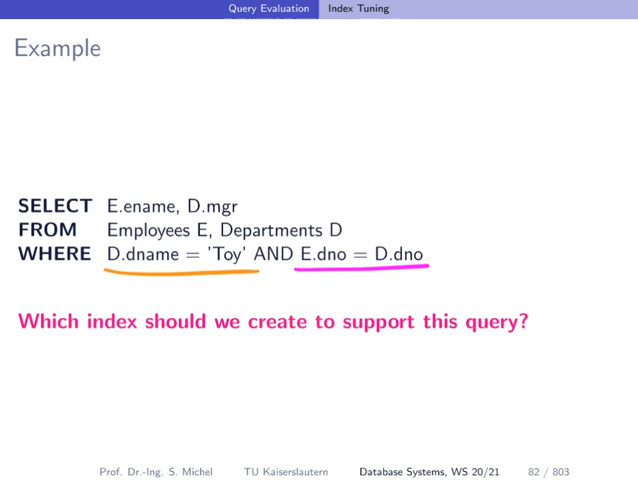 Query Evaluation Index Tuning
Example
SELECT E.ename, D.mgr
FROM Employees E, Departments D
WHERE D.dname = 'Toy' AND E.dno = D.dno
Which index should we create to support this query?
Prof. Dr.-Ing. S. Michel TU Kaiserslautern Database Systems, WS 20/21 82 / 803